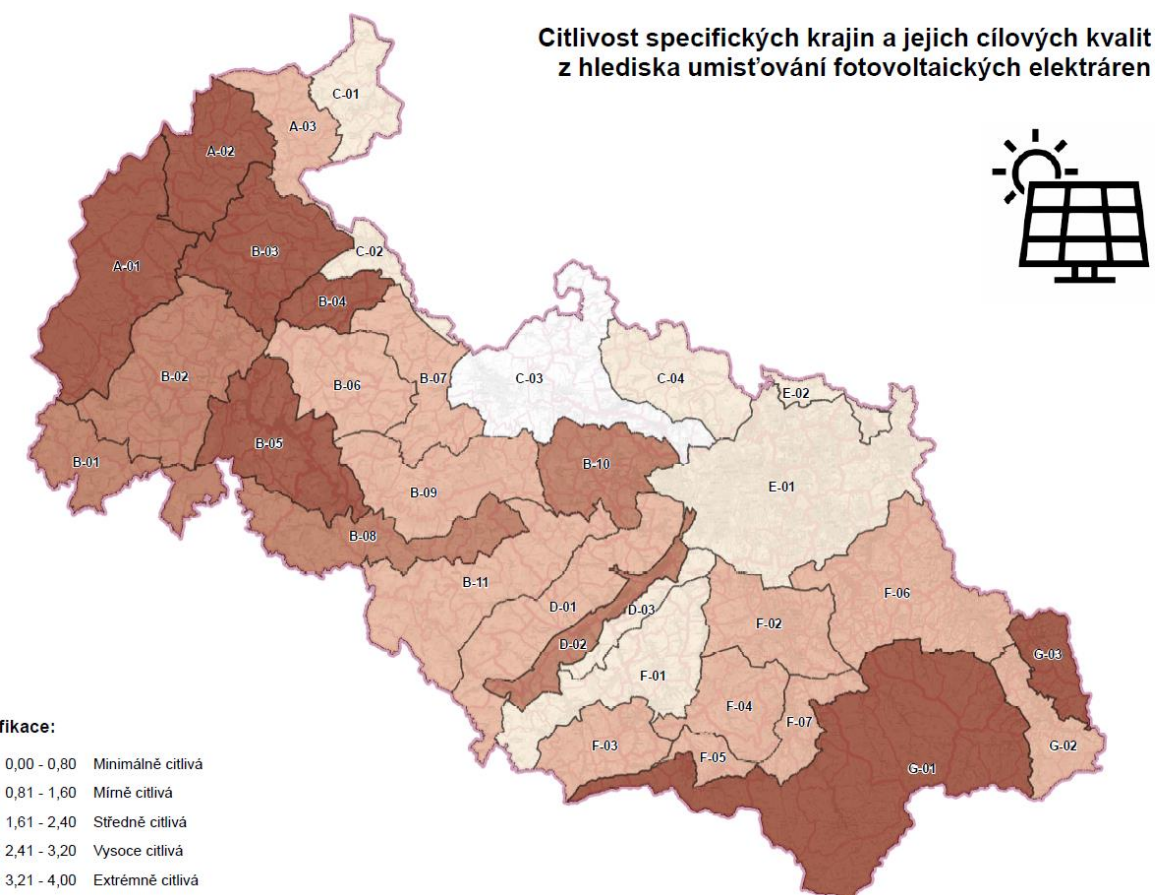 Citlivost specifických krajin a jejich cílových kvalit
z hlediska umisťování fotovoltaických elektráren
C-01
A-03
A-02
B-03
C-02
A-01
B-04
B-02
B-06
B-07
C-03
C-04
E-02
B-05
B-01
B-09
B-10
E-01
B-08
B-11
D-01
D-03
F-02
F-06
D-02
F-01
G-03
F-04
F-07
F-03
F-05
G-02
G-01
fikace:
0,00 - 0,80 Minimálně citlivá
0,81 - 1,60 Mírně citlivá
1,61 - 2,40 Středně citlivá
2,41 - 3,20 Vysoce citlivá
3,21 - 4,00 Extrémně citlivá